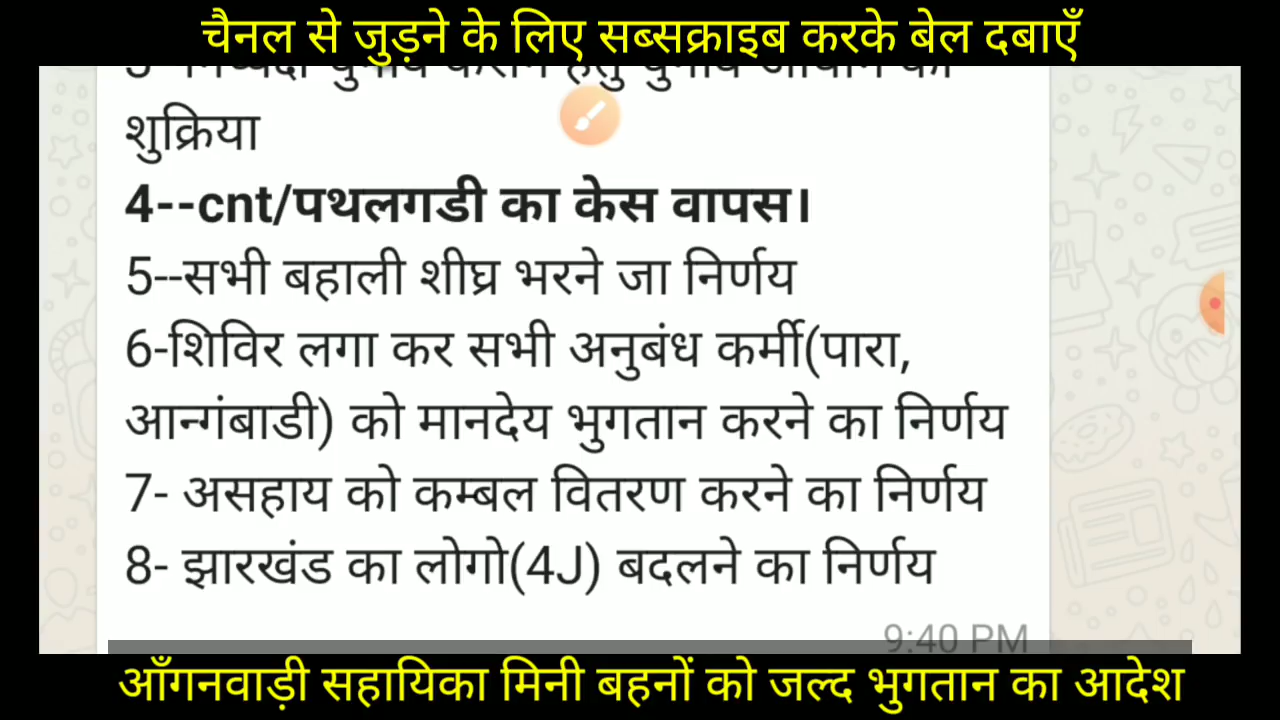 चैनल से जुड़ने के लिए सब्सक्राइब करके बेल दबाएँ
शुक्रिया
4--cnt/पथलगडी का केस वापस।
5--सभी बहाली शीघ्र भरने जा निर्णय
6-शिविर लगा कर सभी अनुबंध कर्मी(पारा,
आन्गंबाडी) को मानदेय भुगतान करने का निर्णय
7- असहाय को कम्बल वितरण करने का निर्णय
8- झारखंड का लोगो(4J) बदलने का निर्णय
9:40 PM
आँगनवाड़ी सहायिका मिनी बहनों को जल्द भुगतान का आदेश